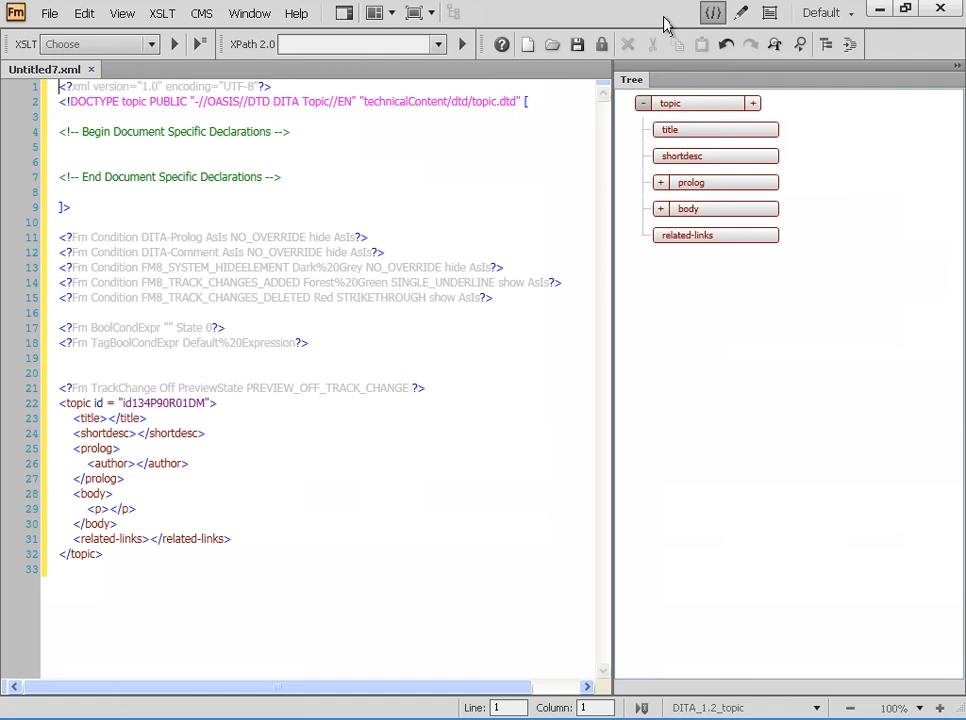 Fm File Edit View XSLT CMS Window Help Default
XSLT Choose XPath 2.0
Untitled7.xml
1 <?xml version="1.0" encoding="UTF-8"?>
2 <!DOCTYPE topic PUBLIC "-//OASIS//DTD DITA Topic//EN" "technicalContent/dtd/topic.dtd" [
3
4 <!-- Begin Document Specific Declarations -->
5
6
7 <!-- End Document Specific Declarations -->
8
9 ]>
10
11 <?Fm Condition DITA-Prolog AsIs NO_OVERRIDE hide AsIs?>
12 <?Fm Condition DITA-Comment AsIs NO_OVERRIDE hide AsIs?>
13 <?Fm Condition FM8_SYSTEM_HIDEELEMENT Dark%20Grey NO_OVERRIDE hide AsIs?>
14 <?Fm Condition FM8_TRACK_CHANGES_ADDED Forest%20Green SINGLE_UNDERLINE show AsIs?>
15 <?Fm Condition FM8_TRACK_CHANGES_DELETED Red STRIKETHROUGH show AsIs?>
16
17 <?Fm BoolCondExpr "" State 0?>
18 <?Fm TagBoolCondExpr Default%20Expression?>
19
20
21 <?Fm TrackChange Off PreviewState PREVIEW_OFF_TRACK_CHANGE ?>
22 <topic id = "id134P90R01DM">
23 <title></title>
24 <shortdesc></shortdesc>
25 <prolog>
26 <author></author>
27 </prolog>
28 <body>
29 <p></p>
30 </body>
31 <related-links></related-links>
32 </topic>
33
Tree
- topic +
title
shortdesc
+ prolog
+ body
related-links
Line: 1 Column: 1 DITA_1.2_topic 100%